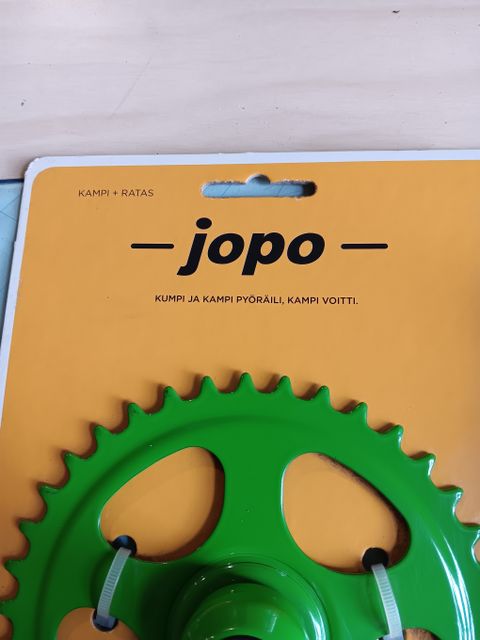 KAMPI + RATAS
— jopo —
KUMPI JA KAMPI PYÖRÄILI, KAMPI VOITTI.